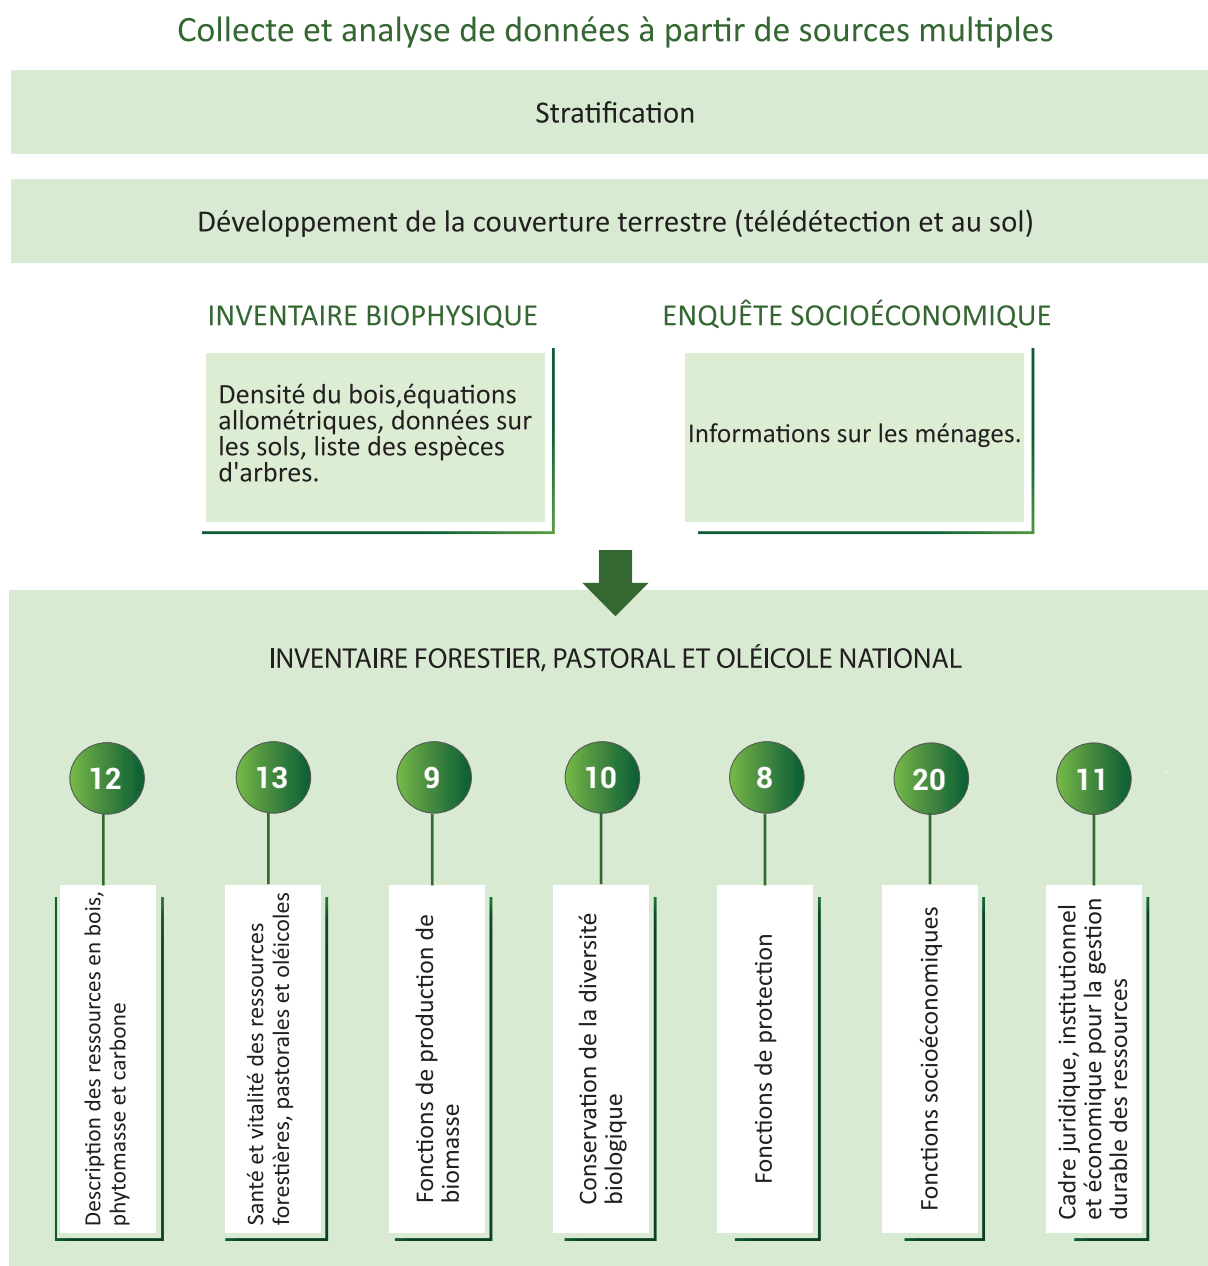 Collecte et analyse de données à partir de sources multiples
Stratification
Développement de la couverture terrestre (télédétection et au sol)
INVENTAIRE BIOPHYSIQUE
Densité du bois,équations
allométriques, données sur
les sols, liste des espèces
d'arbres.
ENQUÊTE SOCIOÉCONOMIQUE
Informations sur les ménages.
INVENTAIRE FORESTIER, PASTORAL ET OLÉICOLE NATIONAL
12
Description des ressources en bois,
phytomasse et carbone
13
Santé et vitalité des ressources
forestières, pastorales et oléicoles
9
Fonctions de production de
biomasse
10
Conservation de la diversité
biologique
8
Fonctions de protection
20
Fonctions socioéconomiques
11
Cadre juridique, institutionnel
et économique pour la gestion
durable des ressources